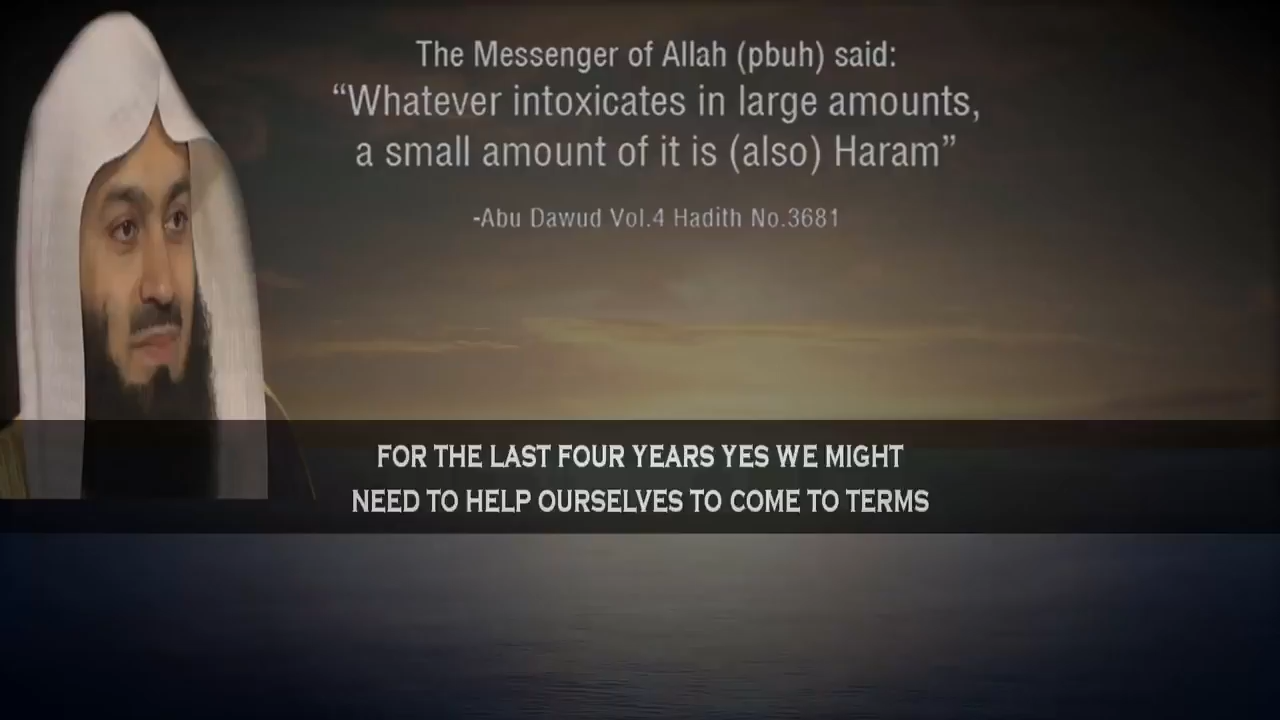 The Messenger of Allah (pbuh) said:
“Whatever intoxicates in large amounts,
a small amount of it is (also) Haram”
-Abu Dawud Vol.4 Hadith No.3681
FOR THE LAST FOUR YEARS YES WE MIGHT
NEED TO HELP OURSELVES TO COME TO TERMS